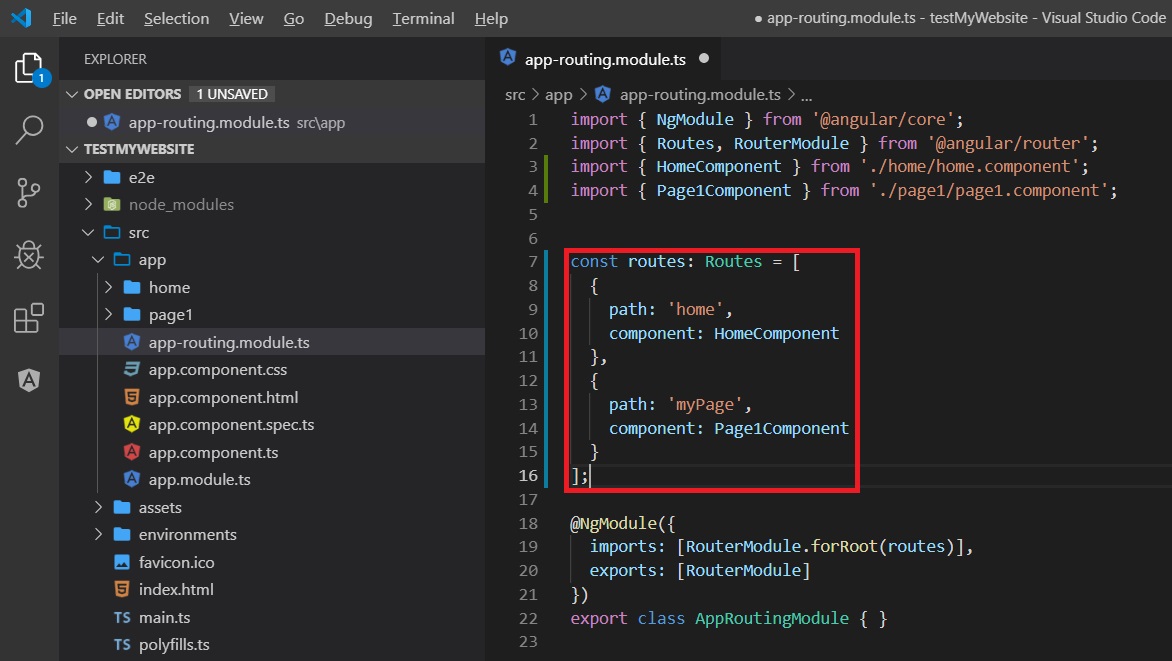 File Edit Selection View Go Debug Terminal Help ● app-routing.module.ts - testMyWebsite - Visual Studio Code
1
EXPLORER
OPEN EDITORS 1 UNSAVED
app-routing.module.ts src\app
TESTMYWEBSITE
e2e
node_modules
src
app
home
page1
app-routing.module.ts
app.component.css
app.component.html
app.component.spec.ts
app.component.ts
app.module.ts
assets
environments
favicon.ico
index.html
TS main.ts
TS polyfills.ts
app-routing.module.ts ●
src > app > app-routing.module.ts > ...
1 import { NgModule } from '@angular/core';
2 import { Routes, RouterModule } from '@angular/router';
3 import { HomeComponent } from './home/home.component';
4 import { Page1Component } from './page1/page1.component';
5
6
7 const routes: Routes = [
8 {
9 path: 'home',
10 component: HomeComponent
11 },
12 {
13 path: 'myPage',
14 component: Page1Component
15 }
16 ];
17
18 @NgModule({
19 imports: [RouterModule.forRoot(routes)],
20 exports: [RouterModule]
21 })
22 export class AppRoutingModule { }
23